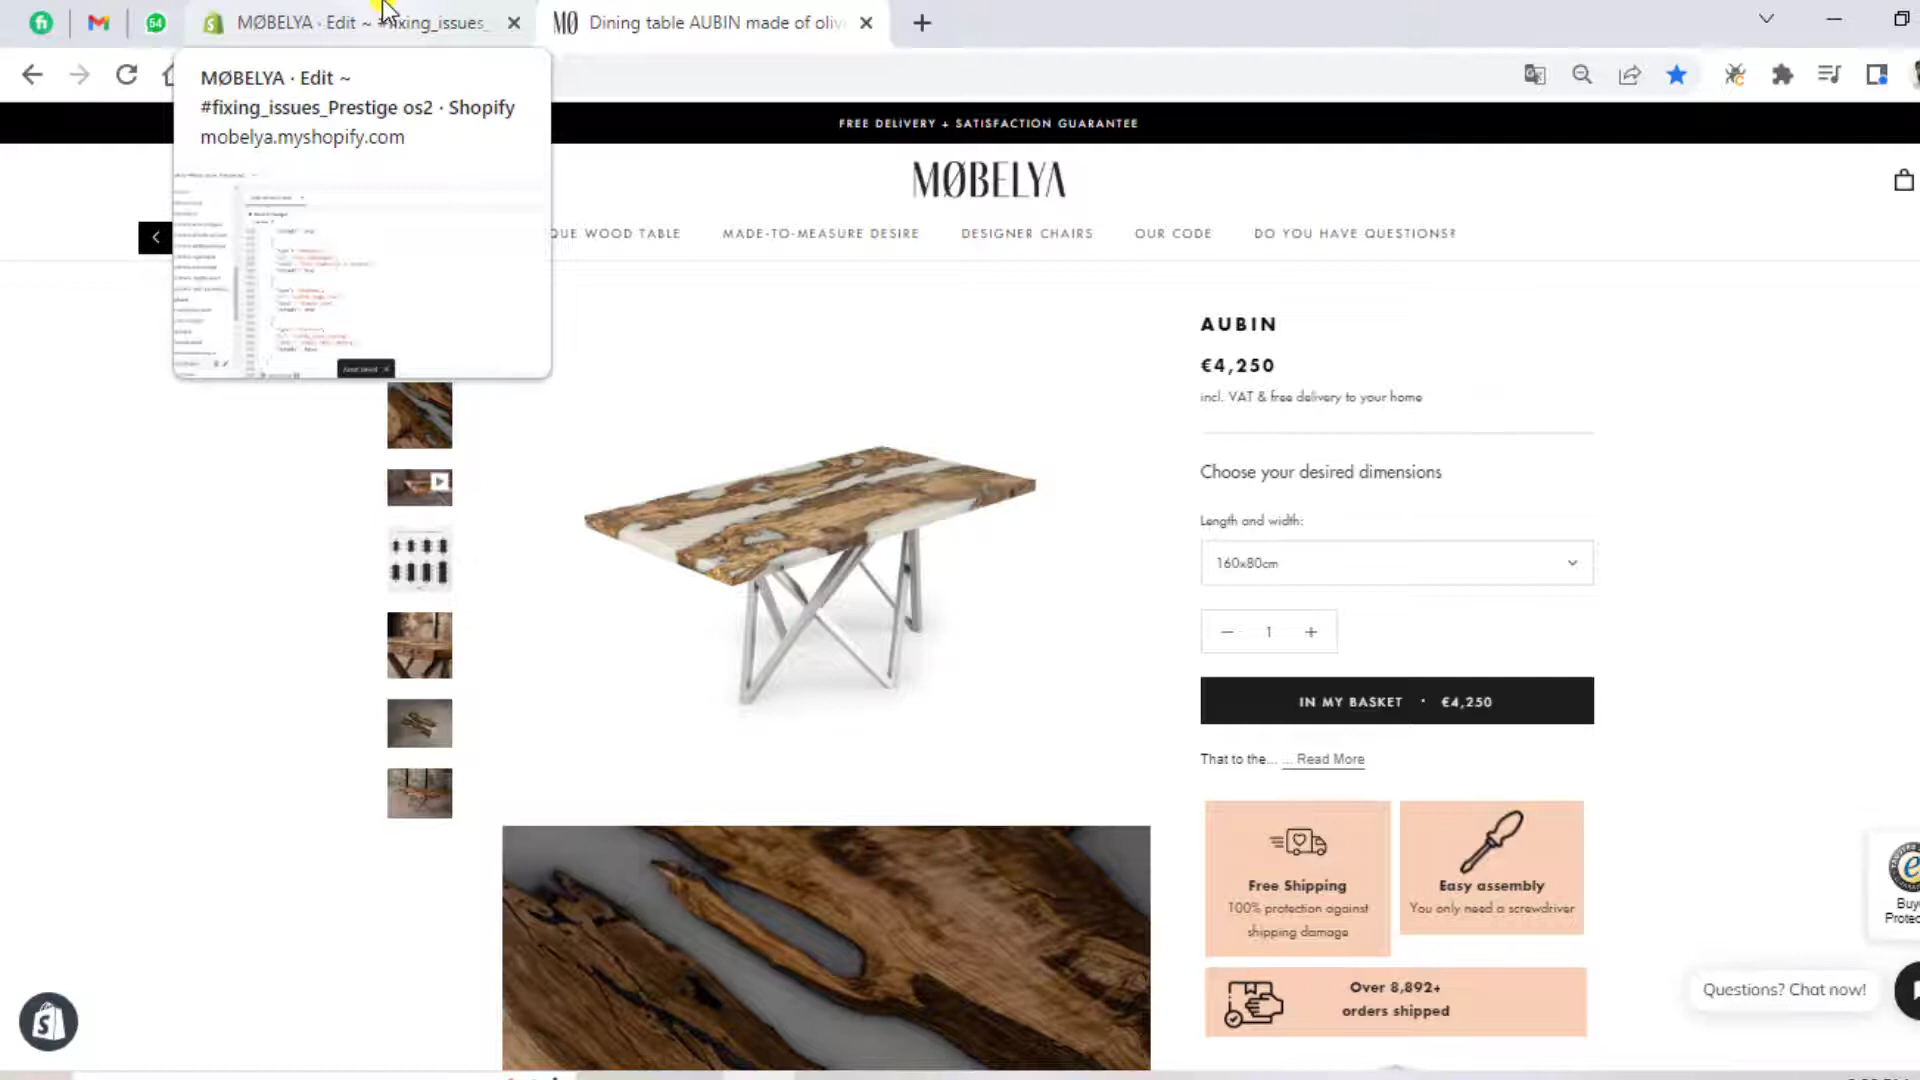 54
MØBELYA · Edit ~ #fixing_issues_
MØ Dining table AUBIN made of oliv
MØBELYA · Edit ~
#fixing_issues_Prestige os2 · Shopify
mobelya.myshopify.com
FREE DELIVERY + SATISFACTION GUARANTEE
MØBELYA
QUE WOOD TABLE
MADE-TO-MEASURE DESIRE
DESIGNER CHAIRS
OUR CODE
DO YOU HAVE QUESTIONS?
AUBIN
€4,250
incl. VAT & free delivery to your home
Choose your desired dimensions
Length and width:
160x80cm
1
IN MY BASKET · €4,250
That to the... ... Read More
Free Shipping
100% protection against
shipping damage
Easy assembly
You only need a screwdriver
Over 8,892+
orders shipped
Buy
Protec
Questions? Chat now!